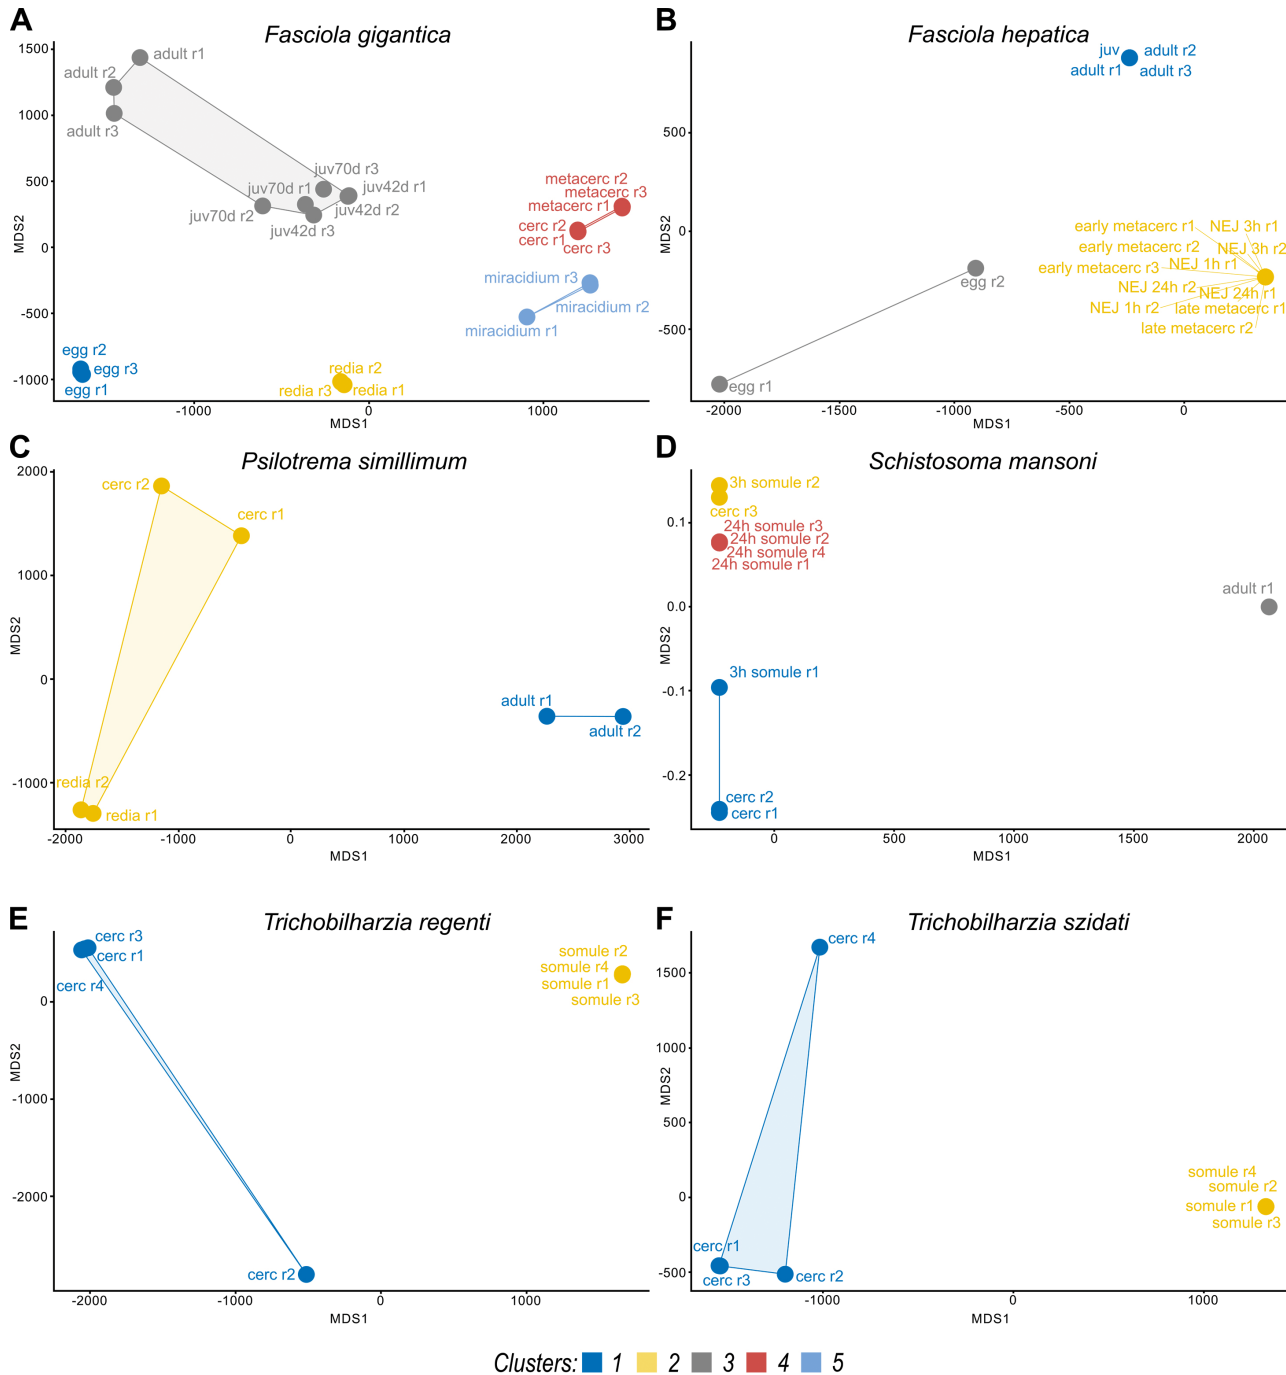 A
Fasciola gigantica
1500
1000
500
0
-500
-1000
MDS2
adult r1
adult r2
adult r3
juv70d r3
juv70d r1
juv42d r1
juv70d r2
juv42d r2
juv42d r3
metacerc r2
metacerc r3
metacerc r1
cerc r2
cerc r1
cerc r3
miracidium r3
miracidium r2
miracidium r1
egg r2
egg r3
egg r1
redia r2
redia r3
redia r1
-1000
0
1000
MDS1
B
Fasciola hepatica
500
0
-500
MDS2
juv
adult r2
adult r1
adult r3
early metacerc r1
NEJ 3h r1
early metacerc r2
NEJ 3h r2
early metacerc r3
NEJ 1h r1
NEJ 24h r2
NEJ 24h r1
NEJ 1h r2
late metacerc r1
late metacerc r2
egg r2
egg r1
-2000
-1500
-1000
-500
0
MDS1
C
Psilotrema simillimum
2000
1000
0
-1000
MDS2
cerc r2
cerc r1
adult r1
adult r2
redia r2
redia r1
-2000
-1000
0
1000
2000
3000
MDS1
D
Schistosoma mansoni
0.1
0.0
-0.1
-0.2
MDS2
3h somule r2
cerc r3
24h somule r3
24h somule r2
24h somule r4
24h somule r1
adult r1
3h somule r1
cerc r2
cerc r1
0
500
1000
1500
2000
MDS1
E
Trichobilharzia regenti
0
-1000
-2000
MDS2
cerc r3
cerc r1
cerc r4
somule r2
somule r4
somule r1
somule r3
cerc r2
-2000
-1000
0
1000
MDS1
F
Trichobilharzia szidati
1500
1000
500
0
-500
MDS2
cerc r4
somule r4
somule r2
somule r1
somule r3
cerc r1
cerc r3
cerc r2
-1000
0
1000
MDS1
Clusters: 1 2 3 4 5